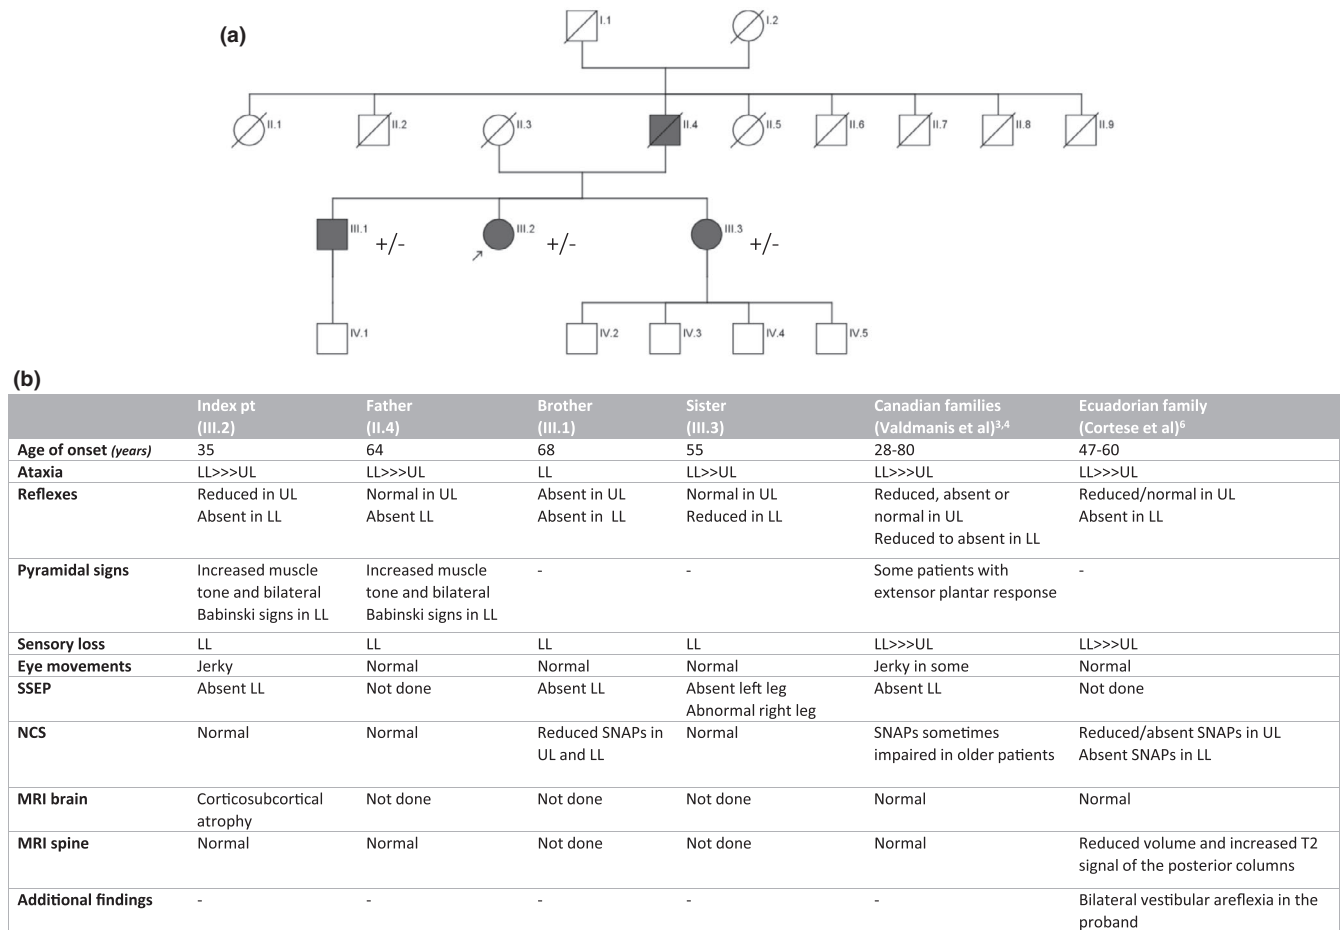 (a)
I.1
I.2
II.1
II.2
II.3
II.4
II.5
II.6
II.7
II.8
II.9
III.1
+/-
III.2
+/-
III.3
+/-
IV.1
IV.2
IV.3
IV.4
IV.5
(b)
Index pt (III.2)
Father (II.4)
Brother (III.1)
Sister (III.3)
Canadian families (Valdmanis et al)3,4
Ecuadorian family (Cortese et al)6
Age of onset (years) 35 64 68 55 28-80 47-60
Ataxia LL>>>UL LL>>>UL LL LL>>UL LL>>>UL LL>>>UL
Reflexes
Reduced in UL
Absent in LL
Normal in UL
Absent LL
Absent in UL
Absent in LL
Normal in UL
Reduced in LL
Reduced, absent or
normal in UL
Reduced to absent in LL
Reduced/normal in UL
Absent in LL
Pyramidal signs
Increased muscle
tone and bilateral
Babinski signs in LL
Increased muscle
tone and bilateral
Babinski signs in LL
-
-
Some patients with
extensor plantar response
-
Sensory loss LL LL LL LL LL>>>UL LL>>>UL
Eye movements Jerky Normal Normal Normal Jerky in some Normal
SSEP
Absent LL
Not done
Absent LL
Absent left leg
Abnormal right leg
Absent LL
Not done
NCS
Normal
Normal
Reduced SNAPs in
UL and LL
Normal
SNAPs sometimes
impaired in older patients
Reduced/absent SNAPs in UL
Absent SNAPs in LL
MRI brain
Corticosubcortical
atrophy
Not done
Not done
Not done
Normal
Normal
MRI spine
Normal
Normal
Not done
Not done
Normal
Reduced volume and increased T2
signal of the posterior columns
Additional findings
-
-
-
-
-
Bilateral vestibular areflexia in the
proband